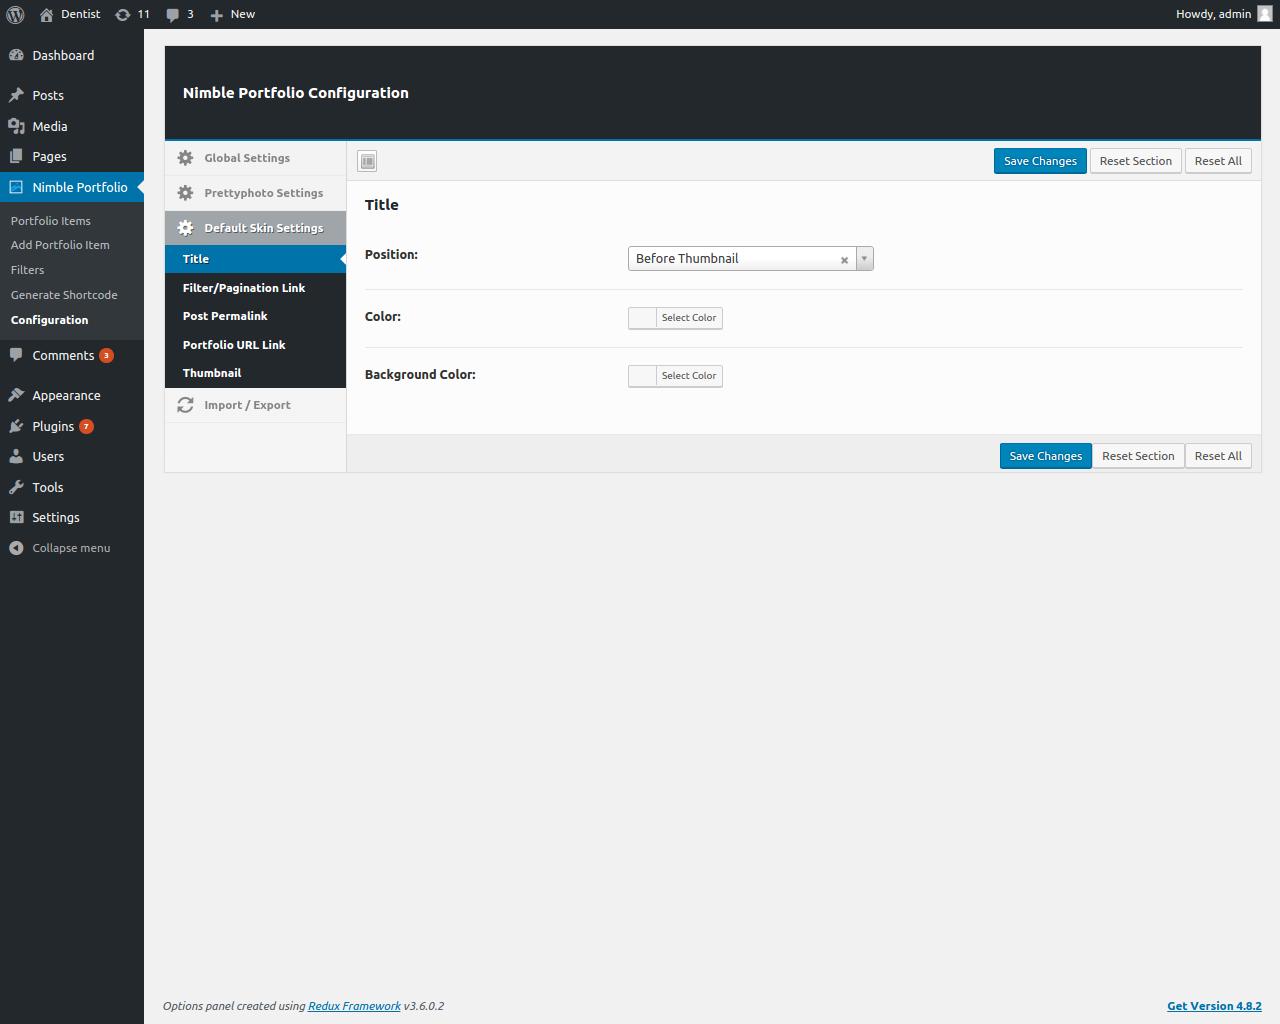 Dentist 11 3 New Howdy, admin
Dashboard
Posts
Media
Pages
Nimble Portfolio
Portfolio Items
Add Portfolio Item
Filters
Generate Shortcode
Configuration
Comments 3
Appearance
Plugins 7
Users
Tools
Settings
Collapse menu
Nimble Portfolio Configuration
Global Settings
Prettyphoto Settings
Default Skin Settings
Title
Filter/Pagination Link
Post Permalink
Portfolio URL Link
Thumbnail
Import / Export
Save Changes Reset Section Reset All
Title
Position: Before Thumbnail
Color: Select Color
Background Color: Select Color
Save Changes Reset Section Reset All
Options panel created using Redux Framework v3.6.0.2 Get Version 4.8.2